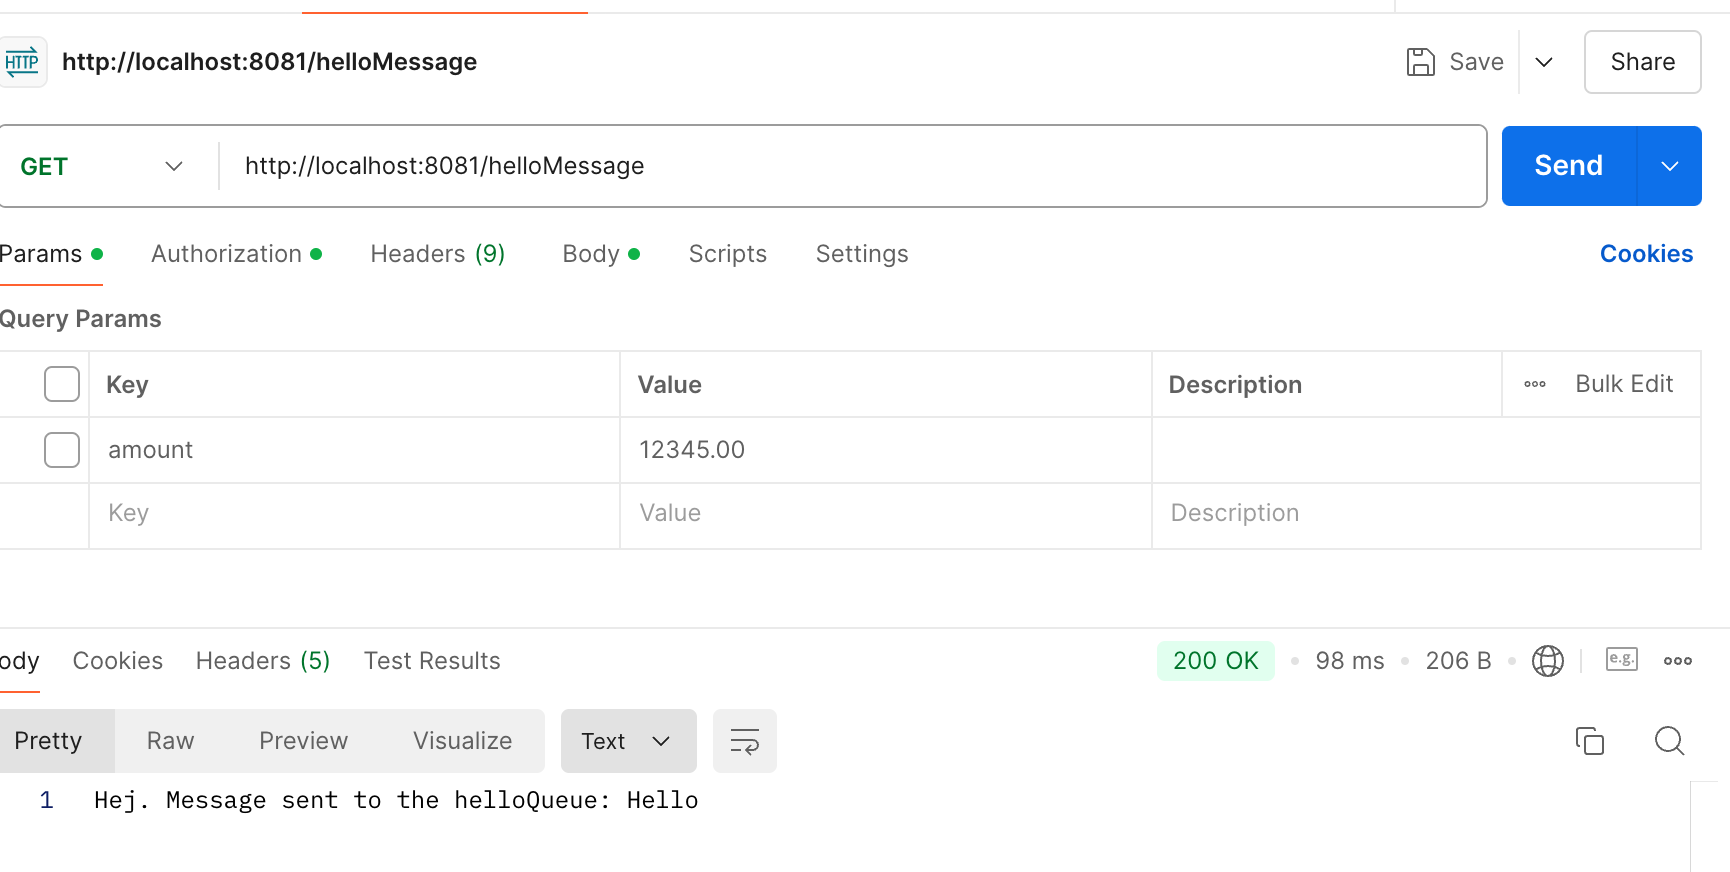 HTTP http://localhost:8081/helloMessage Save Share
GET http://localhost:8081/helloMessage Send
Params Authorization Headers (9) Body Scripts Settings Cookies
Query Params
Key Value Description Bulk Edit
amount 12345.00
Key Value Description
ody Cookies Headers (5) Test Results 200 OK 98 ms 206 B e.g.
Pretty Raw Preview Visualize Text
1 Hej. Message sent to the helloQueue: Hello